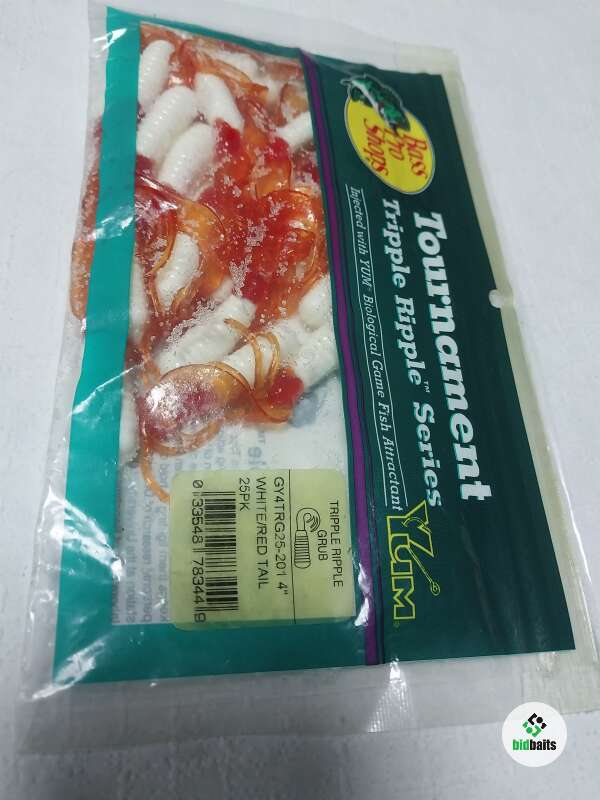 Bass Pro Shops
Tournament
Tripple Ripple™ Series
Injected with YUM® Biological Game Fish Attractant
YUM®
TRIPPLE RIPPLE
GRUB
GY4TRG25-201 4"
WHITE/RED TAIL
25PK
0 33548 78344 9
bidbaits